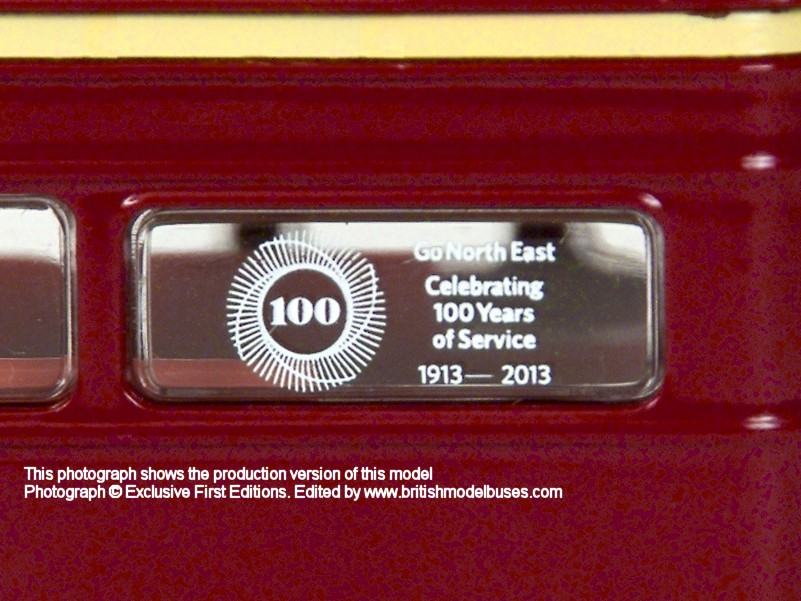 100
Go North East
Celebrating
100 Years
of Service
1913— 2013
This photograph shows the production version of this model
Photograph © Exclusive First Editions. Edited by www.britishmodelbuses.com